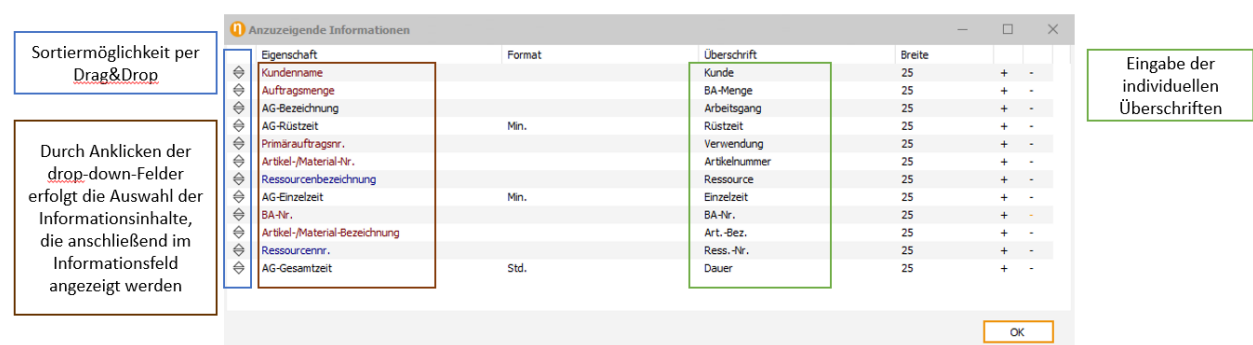 Sortiermöglichkeit per
Drag&Drop
Durch Anklicken der
drop-down-Felder
erfolgt die Auswahl der
Informationsinhalte,
die anschließend im
Informationsfeld
angezeigt werden
n Anzuzeigende Informationen
Eigenschaft Format Überschrift Breite
Kundenname Kunde 25 + -
Auftragsmenge BA-Menge 25 + -
AG-Bezeichnung Arbeitsgang 25 + -
AG-Rüstzeit Min. Rüstzeit 25 + -
Primärauftragsnr. Verwendung 25 + -
Artikel-/Material-Nr. Artikelnummer 25 + -
Ressourcenbezeichnung Ressource 25 + -
AG-Einzelzeit Min. Einzelzeit 25 + -
BA-Nr. BA-Nr. 25 + -
Artikel-/Material-Bezeichnung Art.-Bez. 25 + -
Ressourcennr. Ress.-Nr. 25 + -
AG-Gesamtzeit Std. Dauer 25 + -
OK
Eingabe der
individuellen
Überschriften